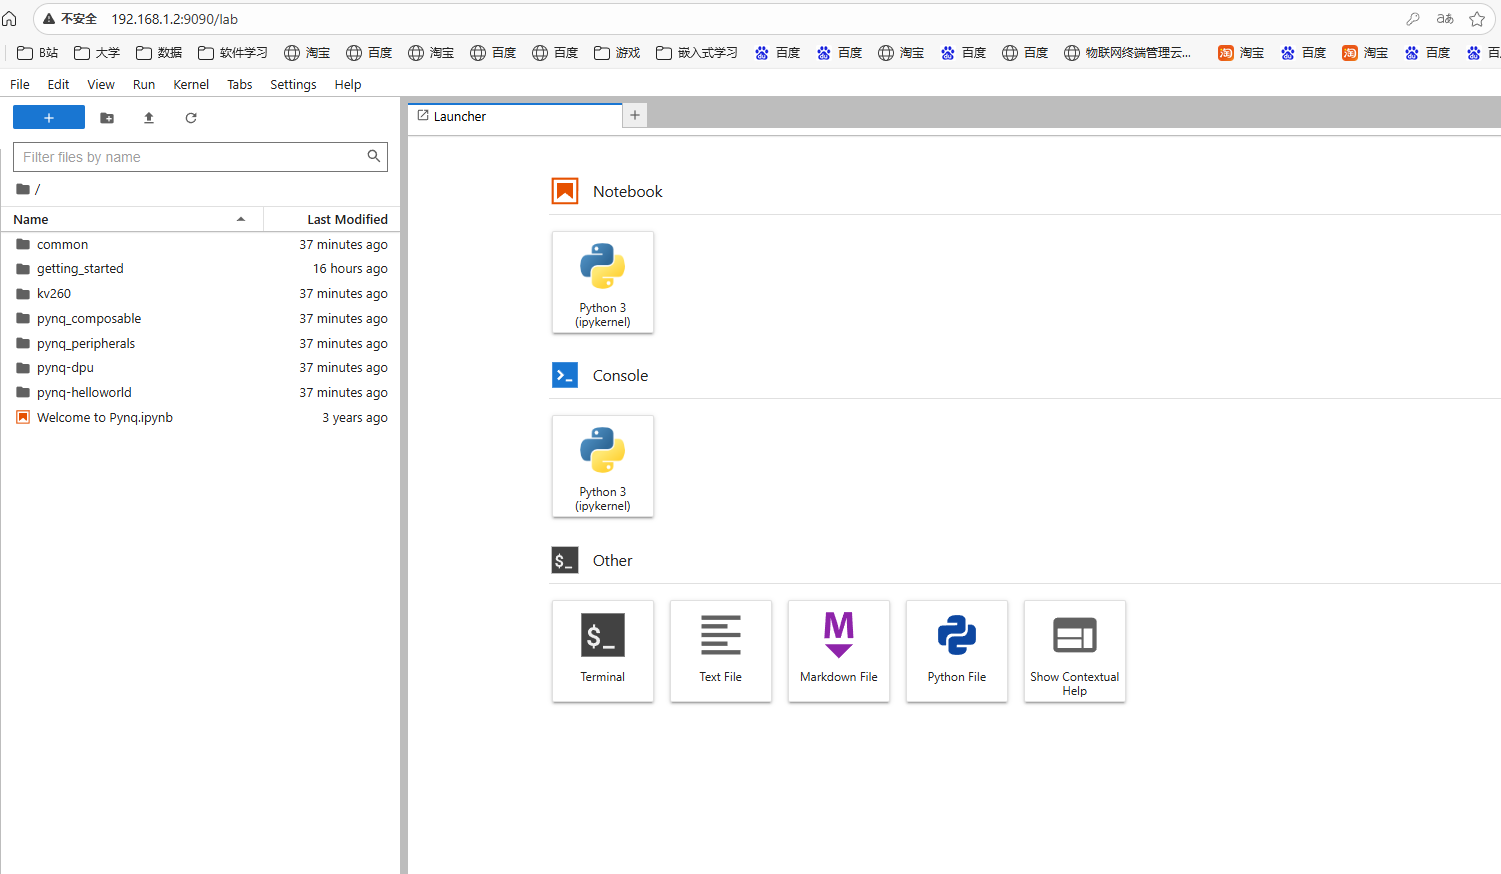 不安全 192.168.1.2:9090/lab aあ
B站 大学 数据 软件学习 淘宝 百度 淘宝 百度 百度 游戏 嵌入式学习 百度 百度 淘宝 百度 百度 物联网终端管理云... 淘 淘宝 百度 淘 淘宝 百度
File Edit View Run Kernel Tabs Settings Help
Launcher
Filter files by name
/
Name Last Modified
common 37 minutes ago
getting_started 16 hours ago
kv260 37 minutes ago
pynq_composable 37 minutes ago
pynq_peripherals 37 minutes ago
pynq-dpu 37 minutes ago
pynq-helloworld 37 minutes ago
Welcome to Pynq.ipynb 3 years ago
Notebook
Python 3
(ipykernel)
Console
Python 3
(ipykernel)
$_ Other
$_
M
Terminal Text File Markdown File Python File Show Contextual
Help